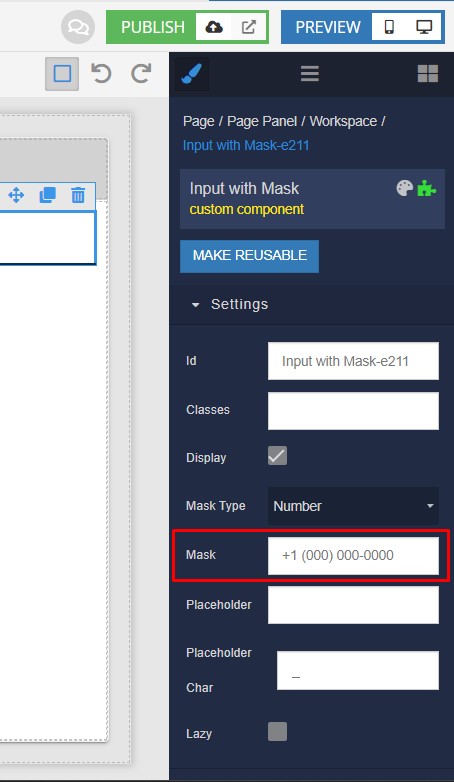 PUBLISH
PREVIEW
Page / Page Panel / Workspace /
Input with Mask-e211
Input with Mask
custom component
MAKE REUSABLE
Settings
Id Input with Mask-e211
Classes
Display
Mask Type Number
Mask +1 (000) 000-0000
Placeholder
Placeholder
Char _
Lazy